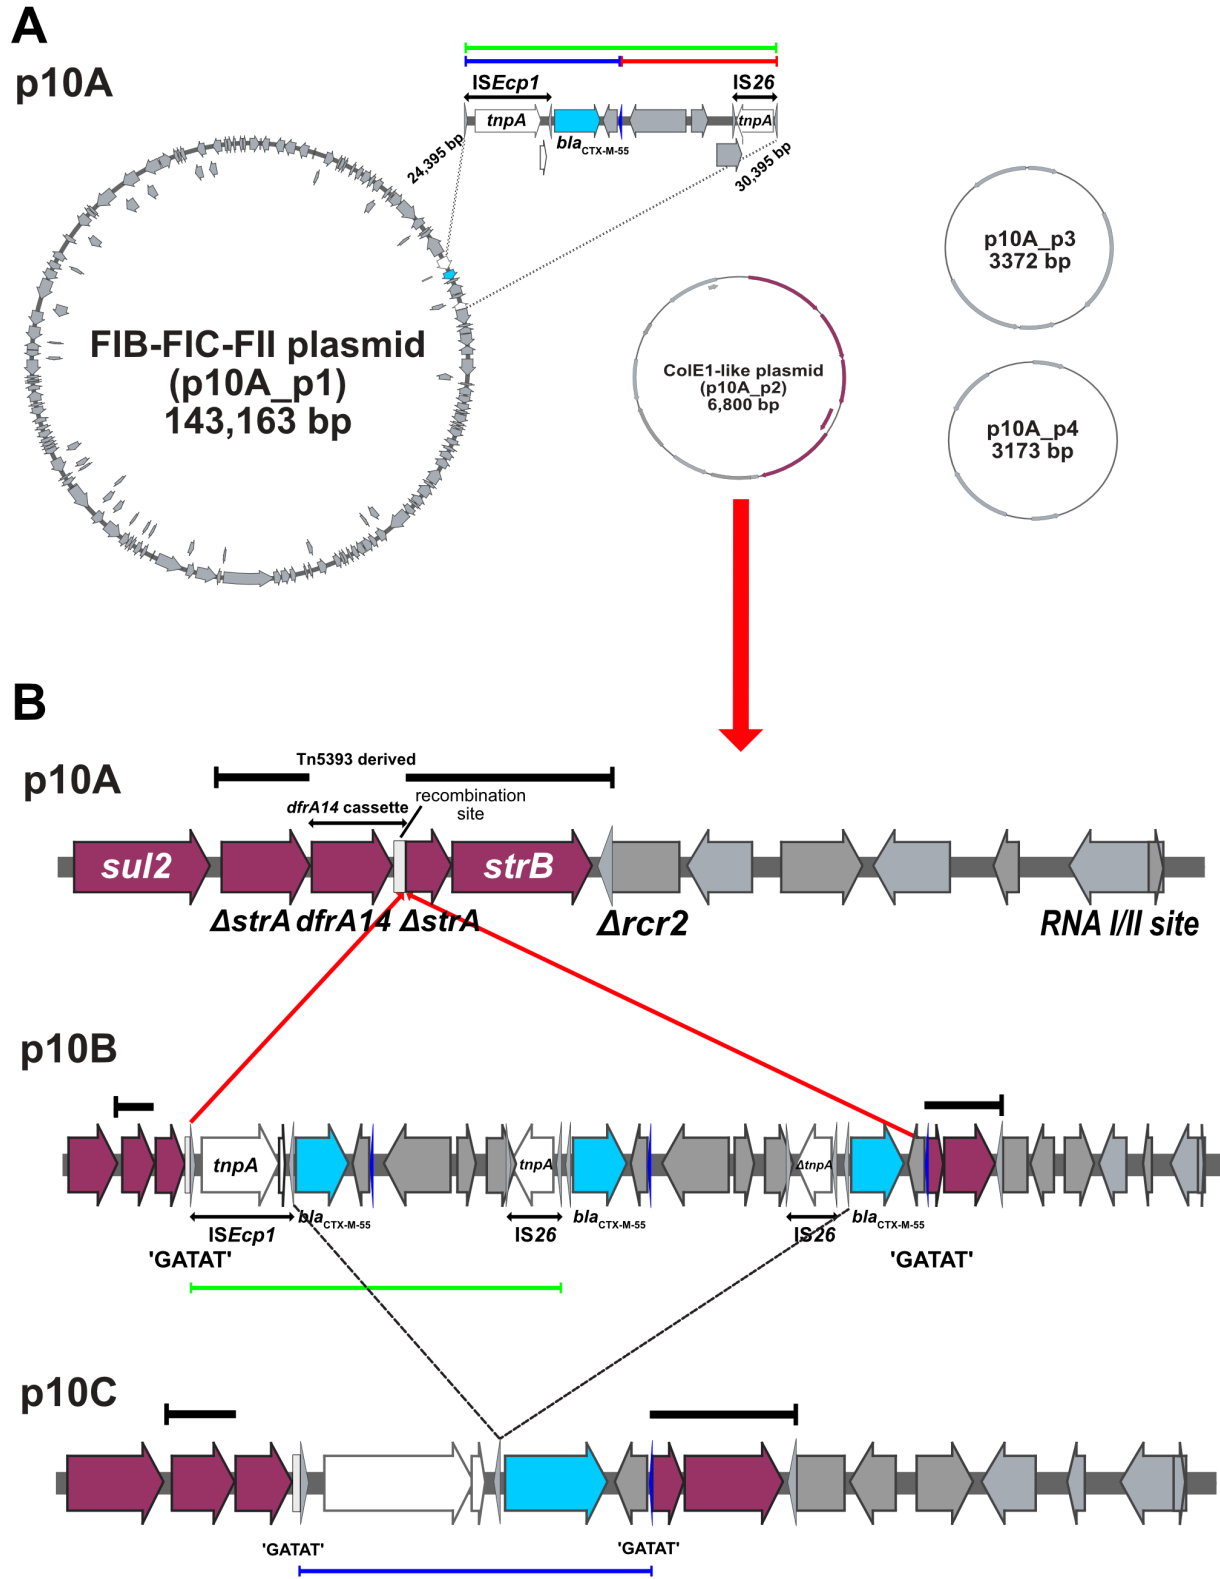 A
p10A
ISEcp1
IS26
tnpA
tnpA
blaCTX-M-55
24,395 bp
30,395 bp
FIB-FIC-FII plasmid
(p10A_p1)
143,163 bp
ColE1-like plasmid
(p10A_p2)
6,800 bp
p10A_p3
3372 bp
p10A_p4
3173 bp
B
p10A
Tn5393 derived
dfrA14 cassette
recombination
site
sul2
strB
ΔstrA
dfrA14
ΔstrA
Δrcr2
RNA I/II site
p10B
tnpA
tnpA
ΔtnpA
ISEcp1
blaCTX-M-55
IS26
blaCTX-M-55
IS26
blaCTX-M-55
'GATAT'
'GATAT'
p10C
'GATAT'
'GATAT'